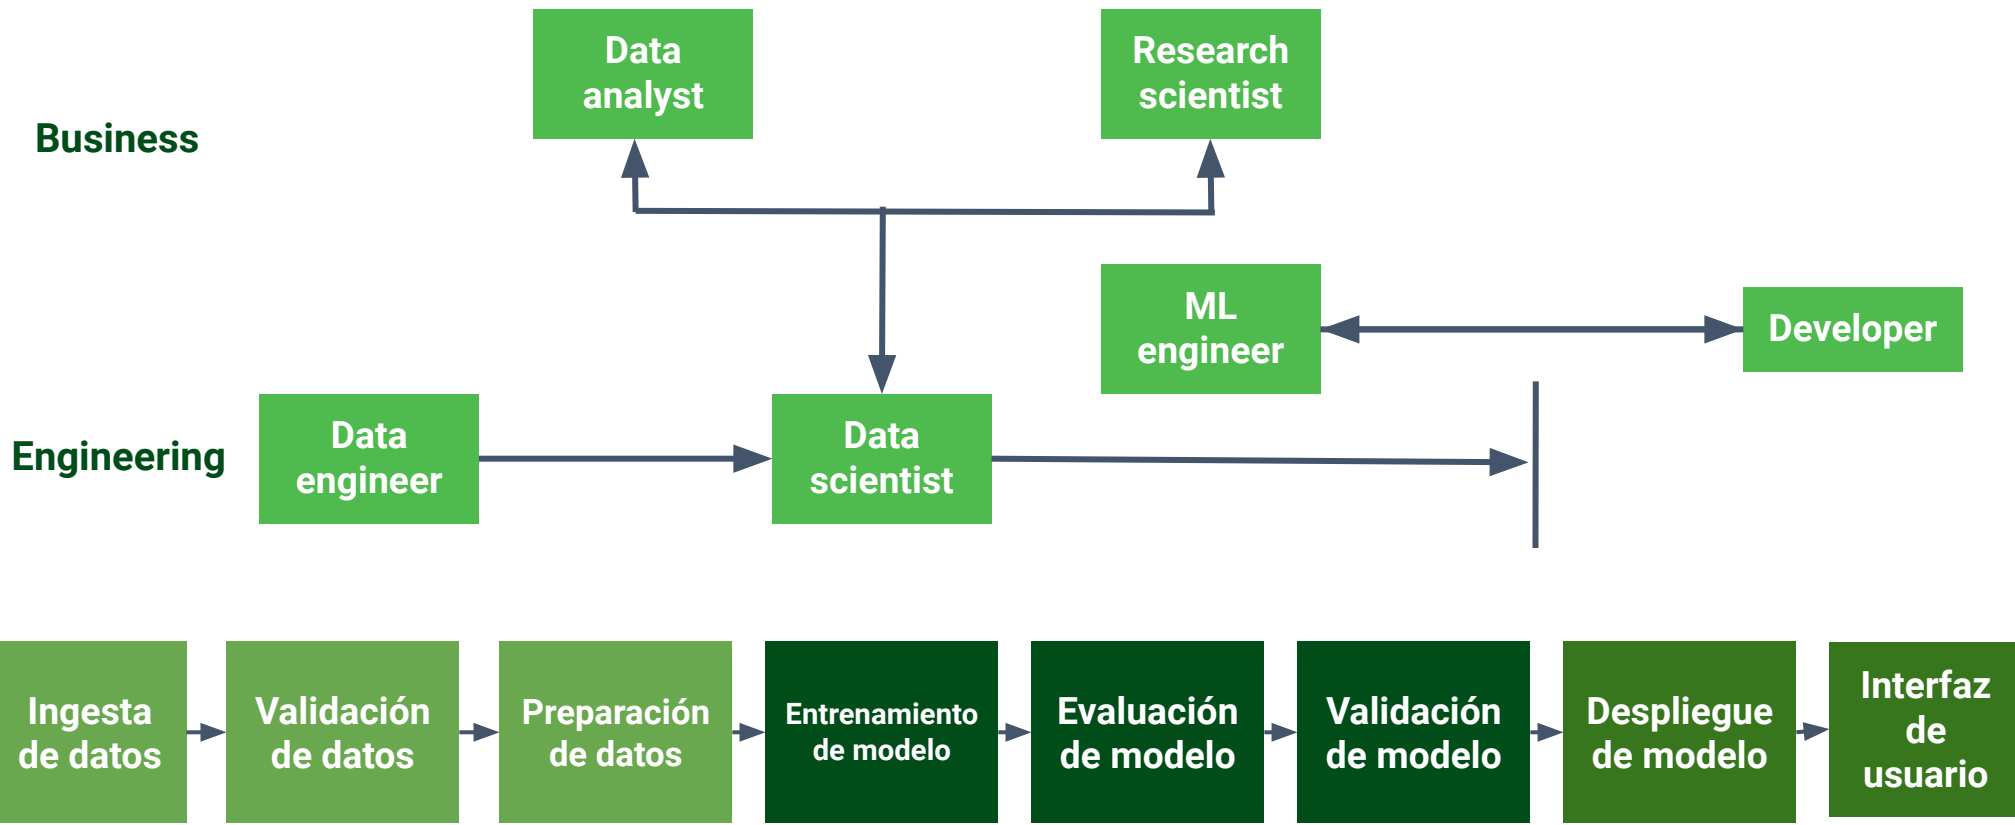 Data
analyst
Research
scientist
Business
ML
engineer
Developer
Engineering
Data
engineer
Data
scientist
Ingesta
de datos
Validación
de datos
Preparación
de datos
Entrenamiento
de modelo
Evaluación
de modelo
Validación
de modelo
Despliegue
de modelo
Interfaz
de
usuario